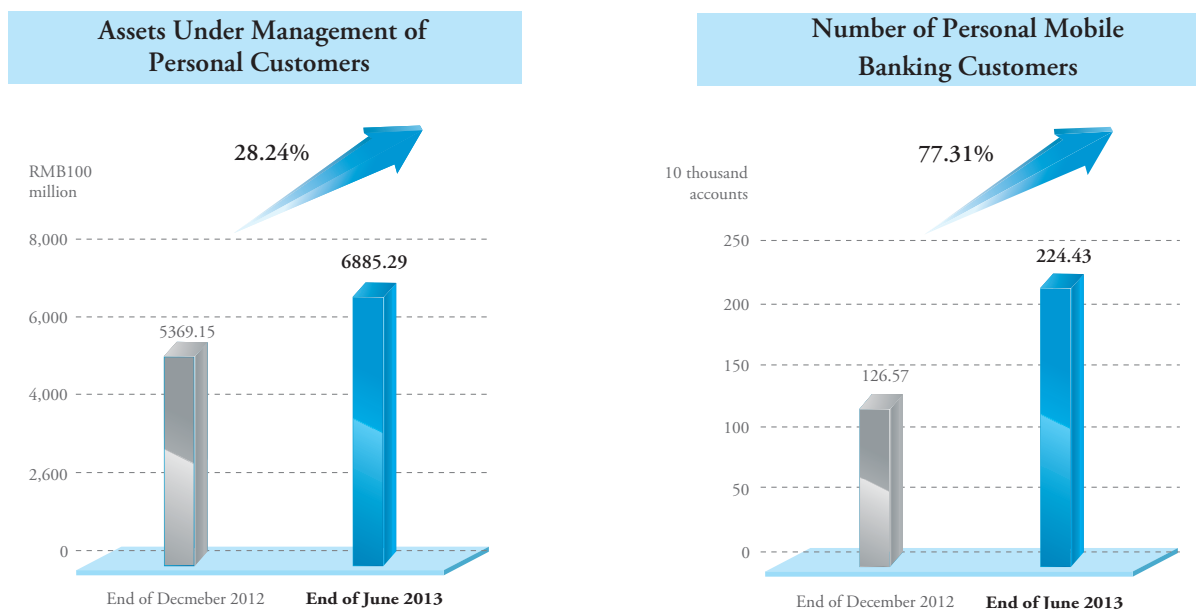 Assets Under Management of
Personal Customers
28.24%
RMB100
million
8,000
6885.29
6,000
5369.15
4,000
2,600
0
End of Decmeber 2012
End of June 2013
Number of Personal Mobile
Banking Customers
77.31%
10 thousand
accounts
250
224.43
200
150
126.57
100
50
0
End of December 2012
End of June 2013